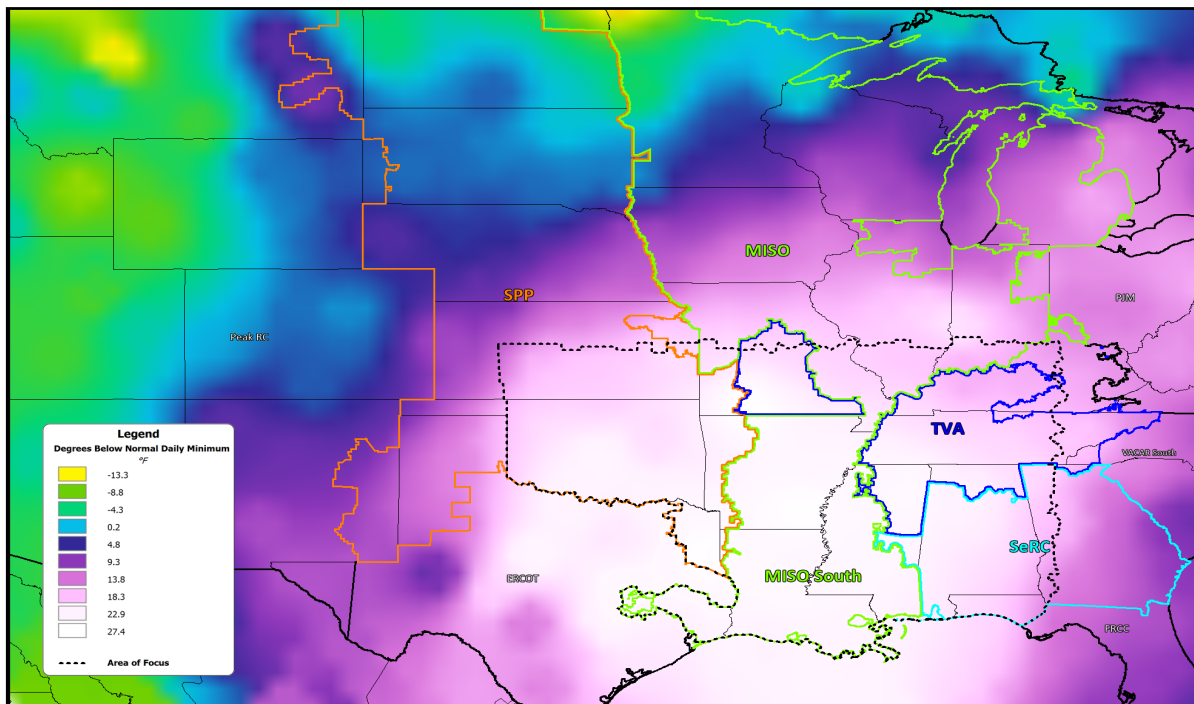 MISO
SPP
PJM
Peak RC
TVA
VACAR South
SeRC
ERCOT
MISO South
FRCC
Legend
Degrees Below Normal Daily Minimum
°F
-13.3
-8.8
-4.3
0.2
4.8
9.3
13.8
18.3
22.9
27.4
Area of Focus